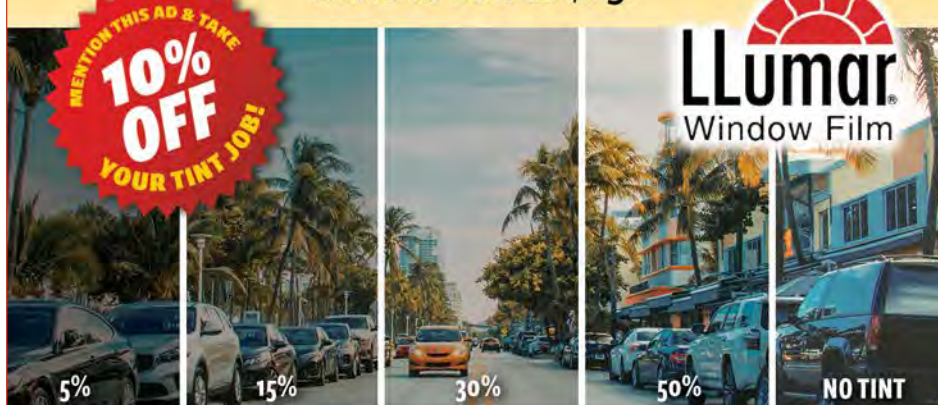 MENTION THIS AD & TAKE
10%
OFF
YOUR TINT JOB!
LLumar®
Window Film
5%
15%
30%
50%
NO TINT